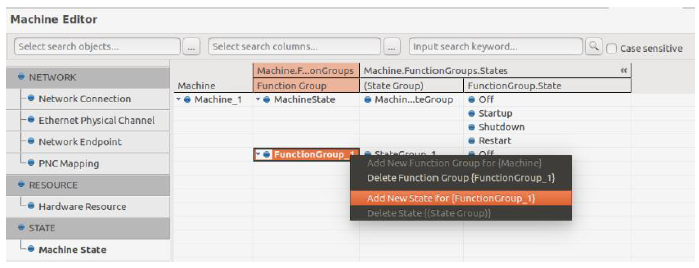 Machine Editor
Select search objects... ... Select search columns... ... Input search keyword... Case sensitive
NETWORK
Network Connection
Ethernet Physical Channel
Network Endpoint
PNC Mapping
RESOURCE
Hardware Resource
STATE
Machine State
Machine.F...onGroups Machine.FunctionGroups.States «
Machine Function Group (State Group) FunctionGroup.State
Machine_1 MachineState Machin...teGroup Off
Startup
Shutdown
Restart
FunctionGroup_1 StateGroup_1 Off
Add New Function Group for {Machine}
Delete Function Group {FunctionGroup_1}
Add New State for {FunctionGroup_1}
Delete State {(State Group)}